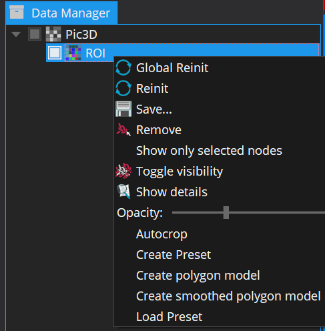 Data Manager
Pic3D
ROI
Global Reinit
Reinit
Save...
Remove
Show only selected nodes
Toggle visibility
Show details
Opacity:
Autocrop
Create Preset
Create polygon model
Create smoothed polygon model
Load Preset